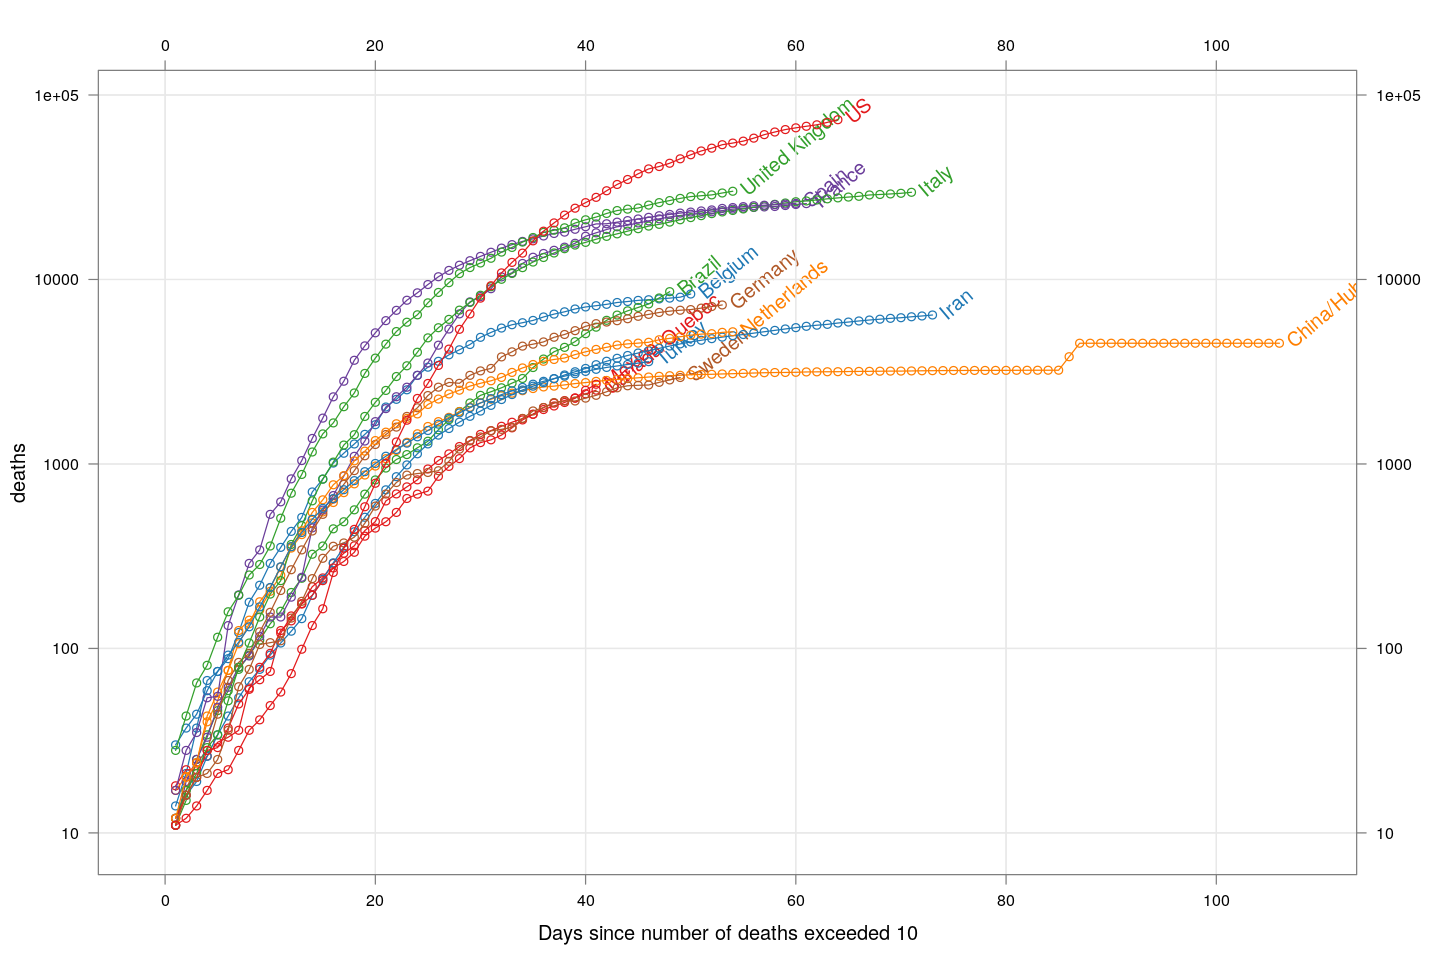 0 20 40 60 80 100
1e+05 1e+05
US
United Kingdom
Spain
France
Italy
10000 10000
Brazil
Belgium
Germany
Netherlands
Iran
China/Hub
Quebec
Turkey
Sweden
deaths
1000 1000
100 100
10 10
0 20 40 60 80 100
Days since number of deaths exceeded 10